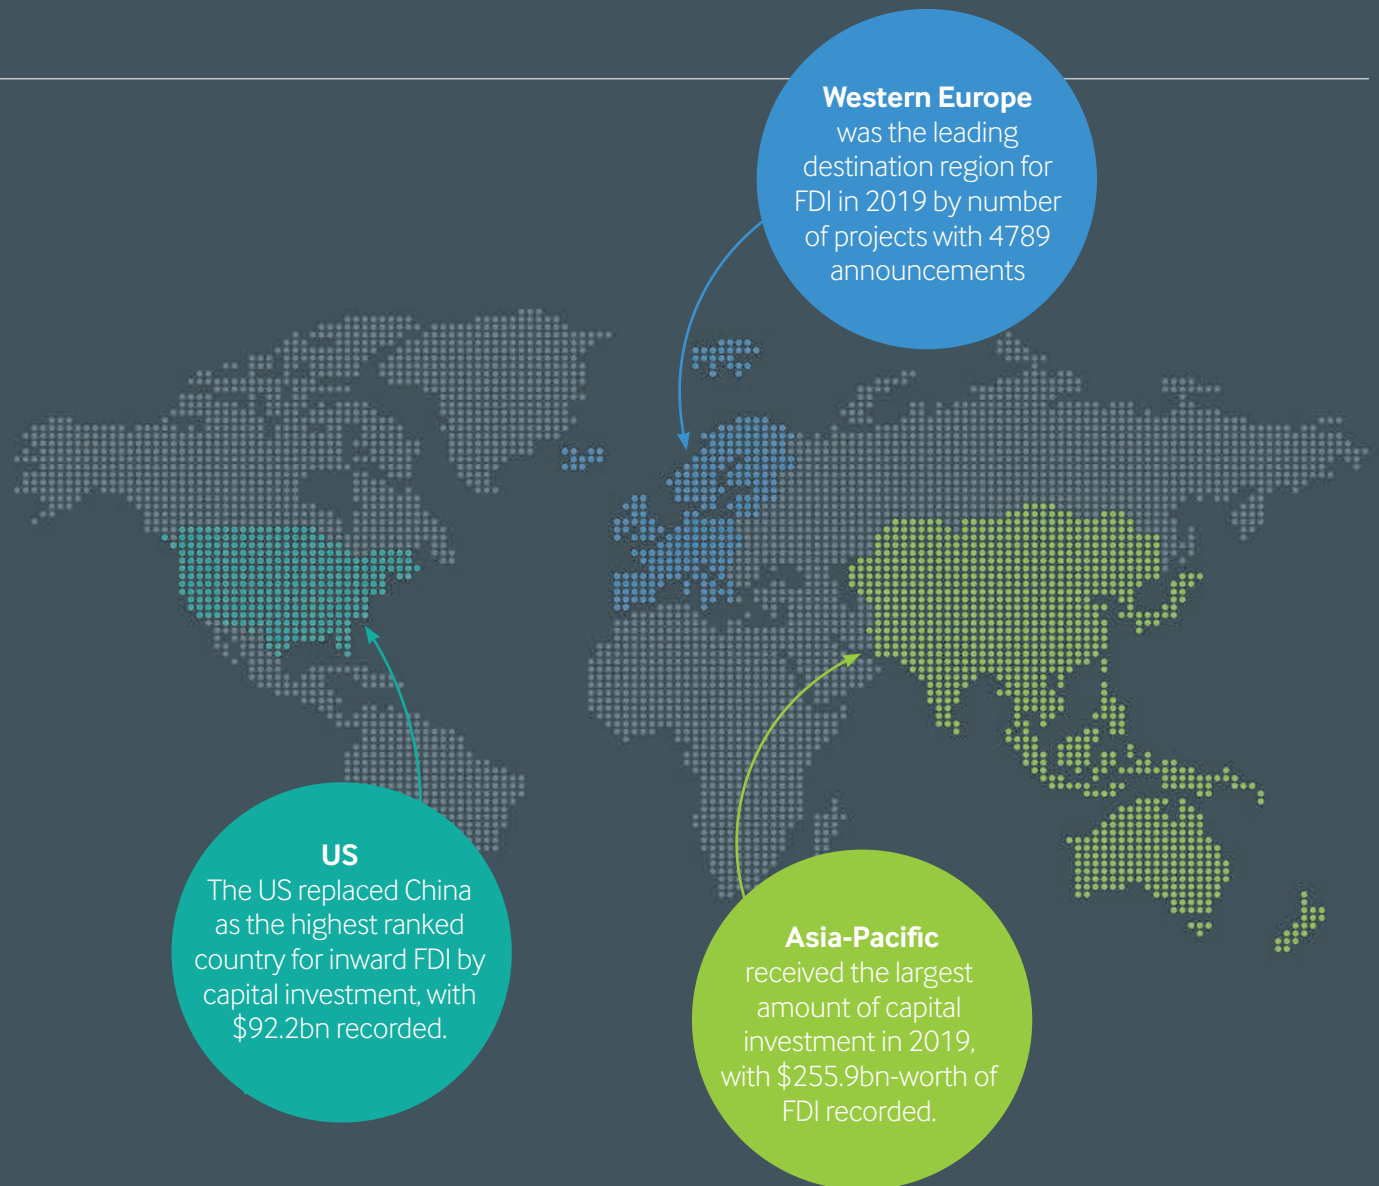 Western Europe
was the leading
destination region for
FDI in 2019 by number
of projects with 4789
announcements
US
The US replaced China
as the highest ranked
country for inward FDI by
capital investment, with
$92.2bn recorded.
Asia-Pacific
received the largest
amount of capital
investment in 2019,
with $255.9bn-worth of
FDI recorded.